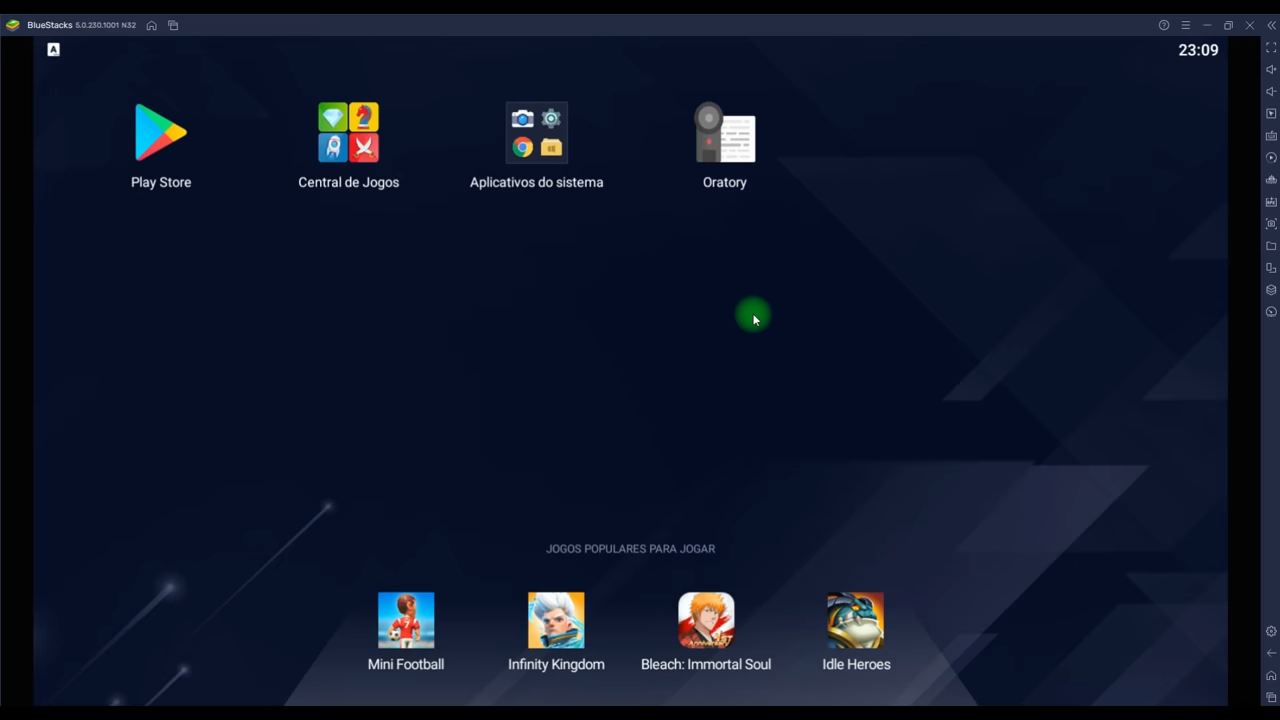 BlueStacks 5.0.230.1001 N32
23:09
Play Store
Central de Jogos
Aplicativos do sistema
Oratory
JOGOS POPULARES PARA JOGAR
Mini Football
Infinity Kingdom
Bleach: Immortal Soul
Idle Heroes